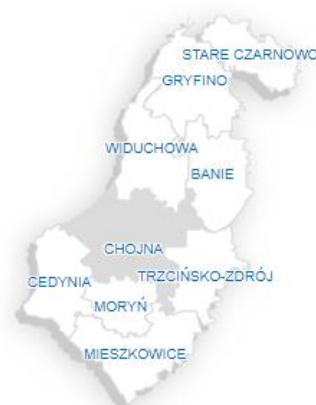 STARE CZARNOWO
GRYFINO
WIDUCHOWA
BANIE
CHOJNA
CEDYNIA
TRZCIŃSKO-ZDRÓJ
MORYŃ
MIESZKOWICE